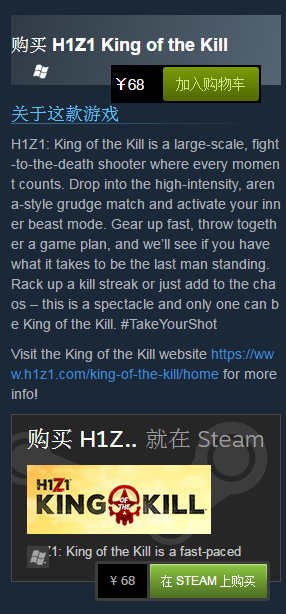 购买 H1Z1 King of the Kill
¥68 加入购物车
关于这款游戏
H1Z1: King of the Kill is a large-scale, fight
-to-the-death shooter where every momen
t counts. Drop into the high-intensity, aren
a-style grudge match and activate your inn
er beast mode. Gear up fast, throw togeth
er a game plan, and we’ll see if you have
what it takes to be the last man standing.
Rack up a kill streak or just add to the cha
os – this is a spectacle and only one can b
e King of the Kill. #TakeYourShot
Visit the King of the Kill website https://ww
w.h1z1.com/king-of-the-kill/home for more
info!
购买 H1Z.. 就在 Steam
H1Z1
KING OF THE KILL
Z1: King of the Kill is a fast-paced
¥ 68 在 STEAM 上购买